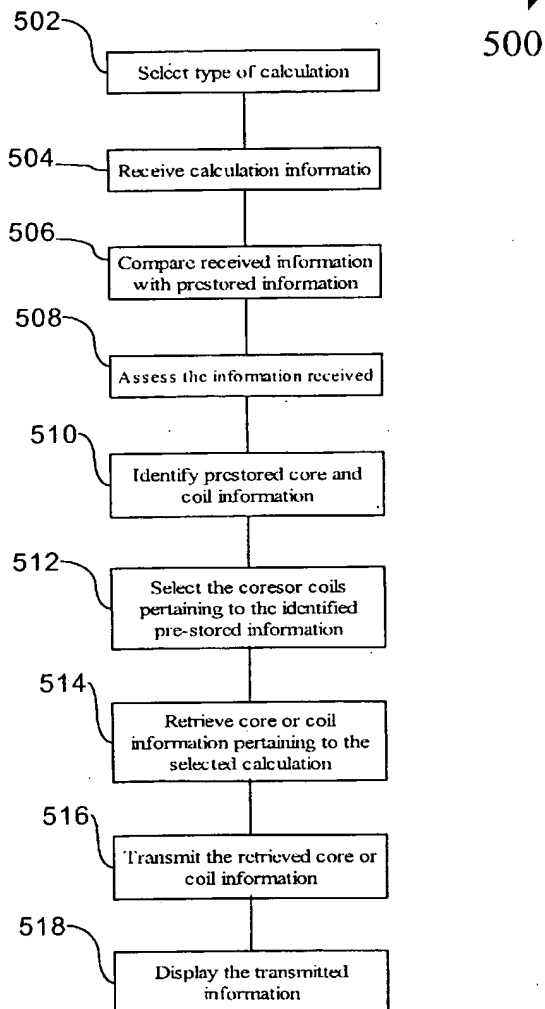 502
500
Select type of calculation
504
Receive calculation informatio
506
Compare received information
with prestored information
508
Assess the information received
510
Identify prestored core and
coil information
512
Select the coresor coils
pertaining to the identified
pre-stored information
514
Retrieve core or coil
information pertaining to the
selected calculation
516
Transmit the retrieved core or
coil information
518
Display the transmitted
information